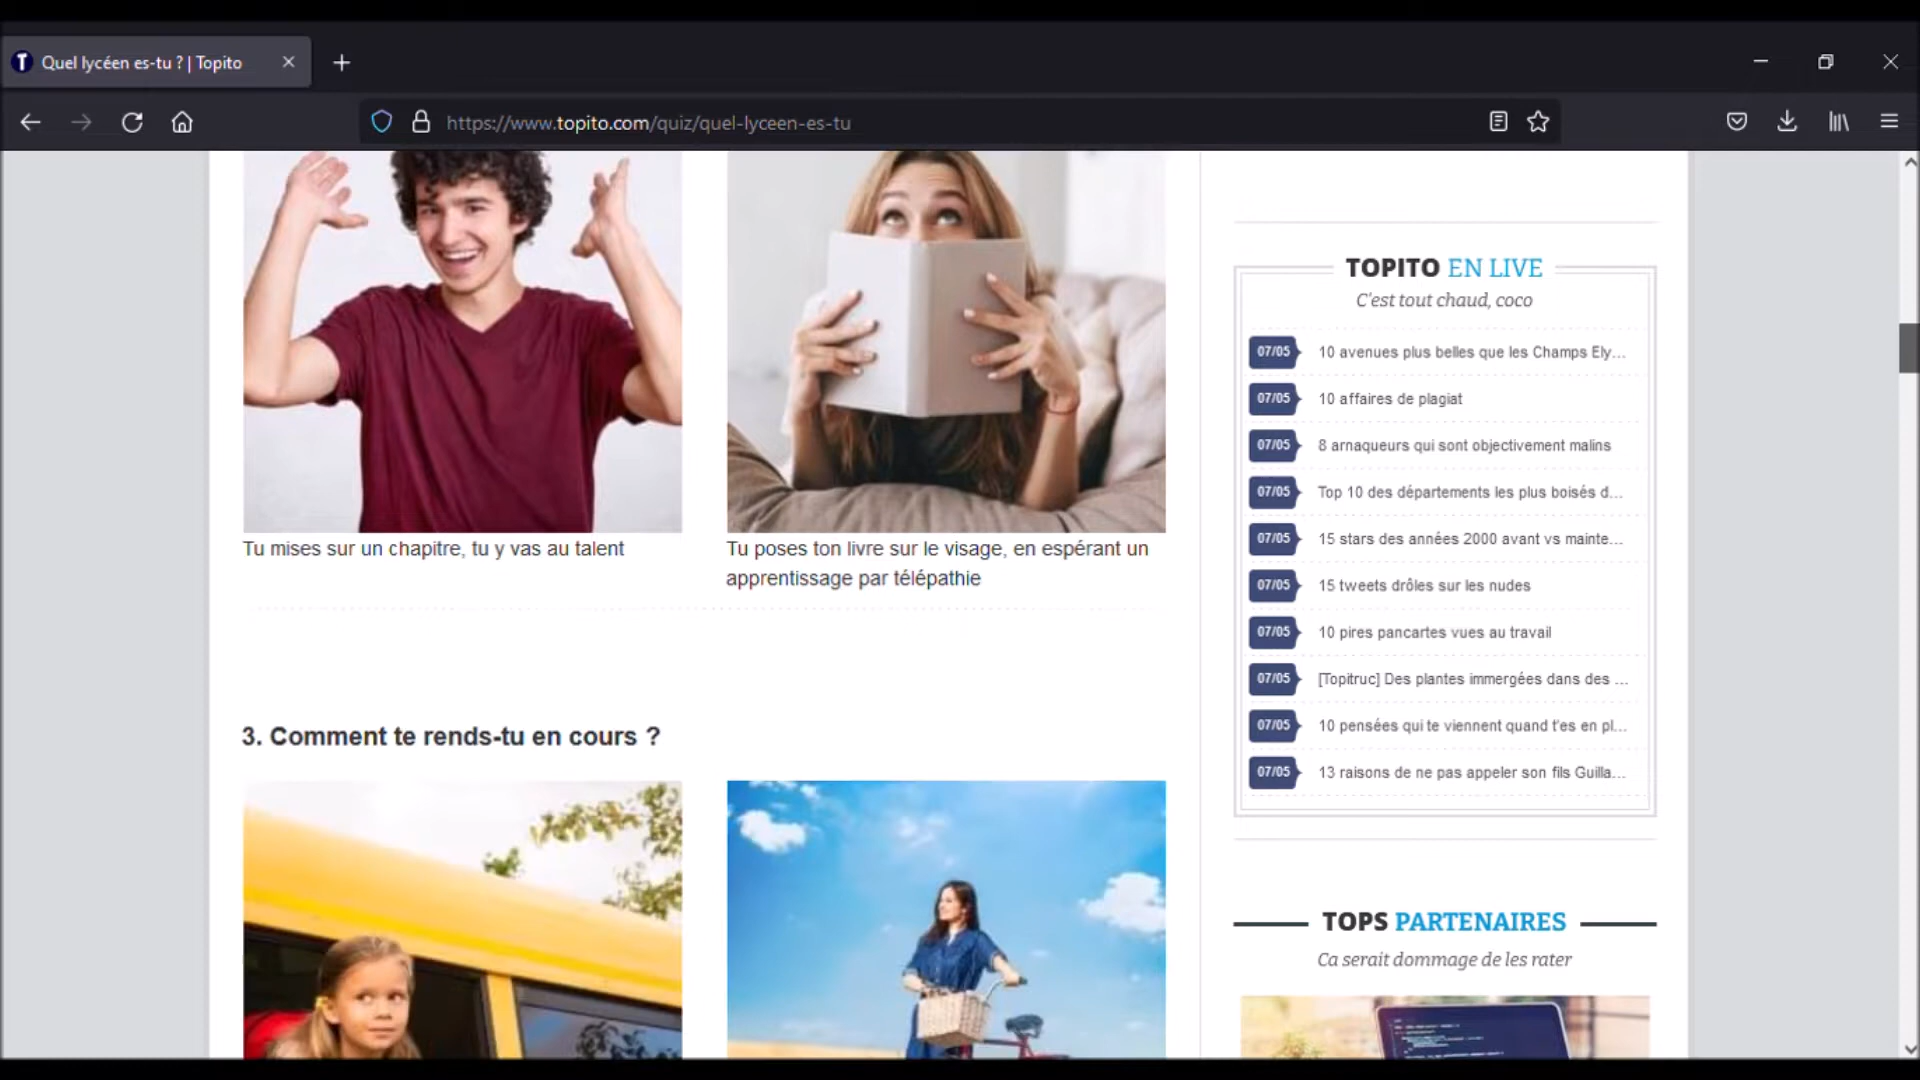 Quel lycéen es-tu ? | Topito
https://www.topito.com/quiz/quel-lyceen-es-tu
Tu mises sur un chapitre, tu y vas au talent
Tu poses ton livre sur le visage, en espérant un
apprentissage par télépathie
3. Comment te rends-tu en cours ?
TOPITO EN LIVE
C'est tout chaud, coco
07/05 10 avenues plus belles que les Champs Ely...
07/05 10 affaires de plagiat
07/05 8 arnaqueurs qui sont objectivement malins
07/05 Top 10 des départements les plus boisés d...
07/05 15 stars des années 2000 avant vs mainte...
07/05 15 tweets drôles sur les nudes
07/05 10 pires pancartes vues au travail
07/05 [Topitruc] Des plantes immergées dans des ...
07/05 10 pensées qui te viennent quand t'es en pl...
07/05 13 raisons de ne pas appeler son fils Guilla...
TOPS PARTENAIRES
Ca serait dommage de les rater